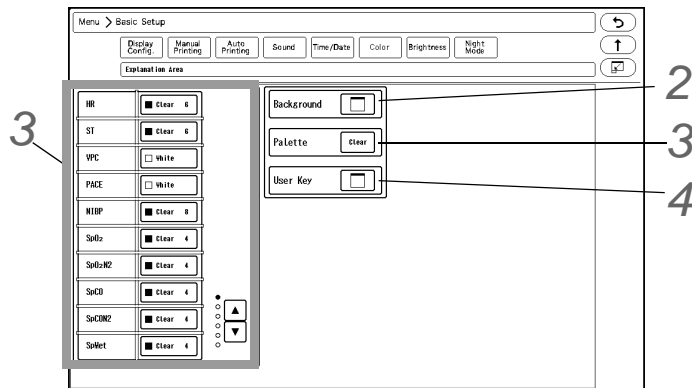 Menu > Basic Setup
Display Config.
Manual Printing
Auto Printing
Sound
Time/Date
Color
Brightness
Night Mode
Explanation Area
HR ■ Clear 6
ST ■ Clear 6
VPC □ White
PACE □ White
NIBP ■ Clear 8
SpO₂ ■ Clear 4
SpO₂N2 ■ Clear 4
SpCO ■ Clear 4
SpCON2 ■ Clear 4
SpMet ■ Clear 4
Background
Palette Clear
User Key
3
2
3
4